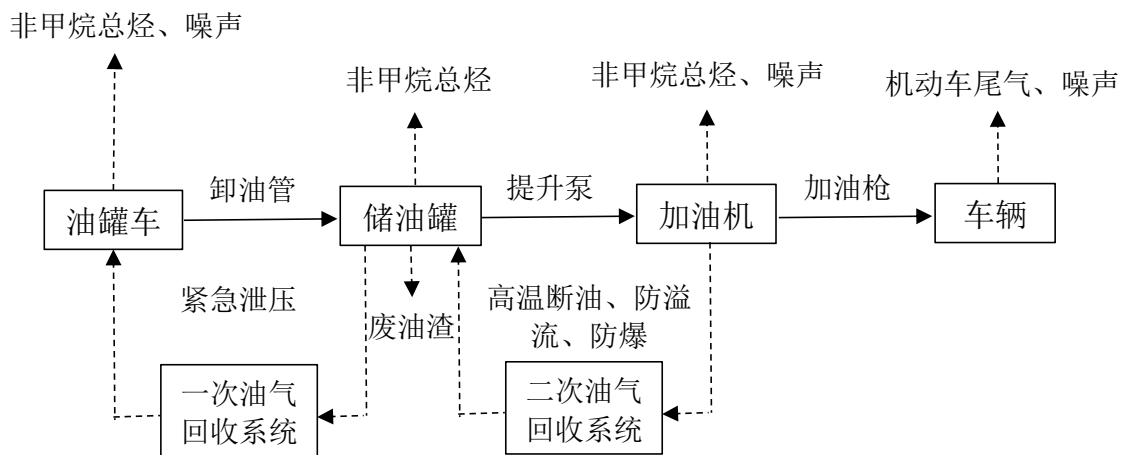 非甲烷总烃、噪声
非甲烷总烃
非甲烷总烃、噪声
机动车尾气、噪声
油罐车
卸油管
储油罐
提升泵
加油机
加油枪
车辆
紧急泄压
废油渣
高温断油、防溢
流、防爆
一次油气
回收系统
二次油气
回收系统